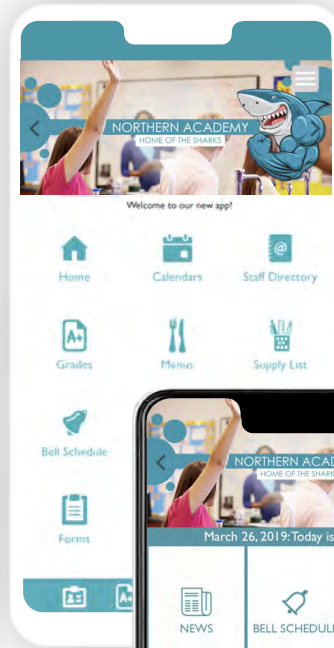 NORTHERN ACADEMY
HOME OF THE SHARKS
Welcome to our new app!
Home
Calendars
@
Staff Directory
A+
Grades
Menus
Supply List
Bell Schedule
Forms
NORTHERN ACAD
HOME OF THE SHARK
March 26, 2019: Today is
NEWS
BELL SCHEDUL